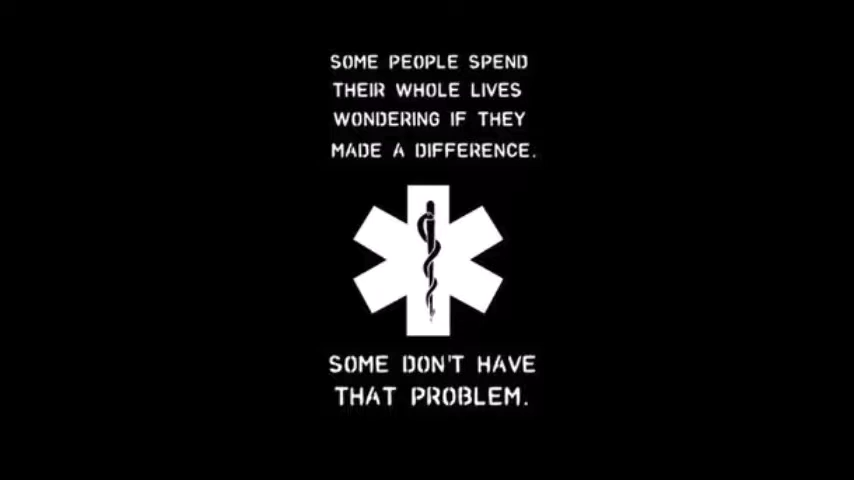 SOME PEOPLE SPEND
THEIR WHOLE LIVES
WONDERING IF THEY
MADE A DIFFERENCE.
SOME DON'T HAVE
THAT PROBLEM.